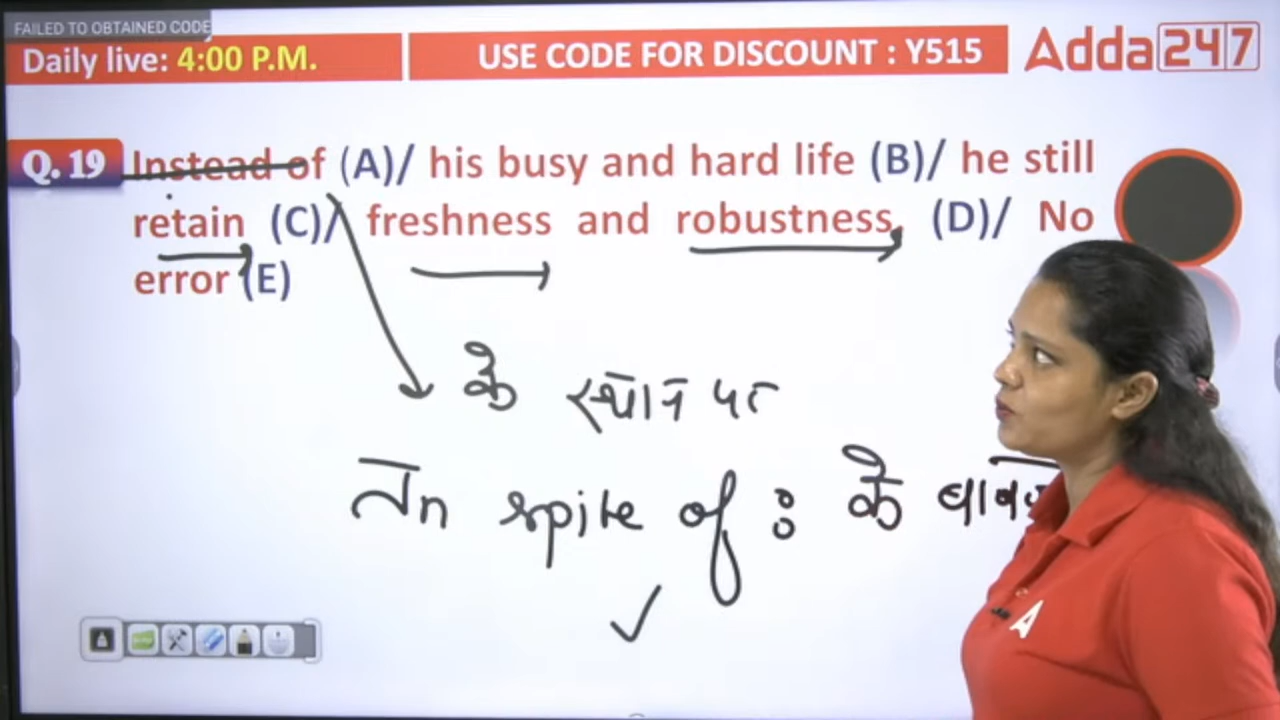 FAILED TO OBTAINED CODE
Daily live: 4:00 P.M.
USE CODE FOR DISCOUNT : Y515
Adda247
Q. 19 Instead of (A)/ his busy and hard life (B)/ he still
retain (C)/ freshness and robustness. (D)/ No
error (E)
के स्थान पर
In spite of : के
A